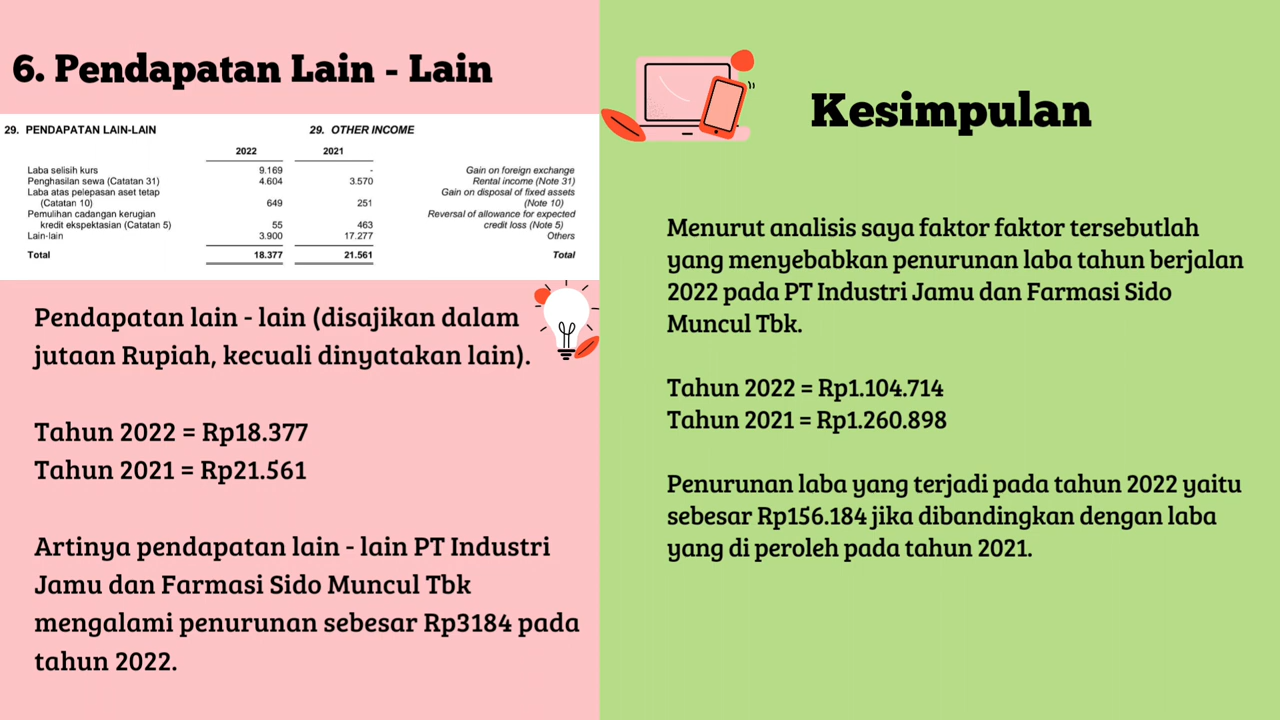 6. Pendapatan Lain - Lain
29. PENDAPATAN LAIN-LAIN 29. OTHER INCOME
2022 2021
Laba selisih kurs 9.169 - Gain on foreign exchange
Penghasilan sewa (Catatan 31) 4.604 3.570 Rental income (Note 31)
Laba atas pelepasan aset tetap Gain on disposal of fixed assets
(Catatan 10) 649 251 (Note 10)
Pemulihan cadangan kerugian Reversal of allowance for expected
kredit ekspektasian (Catatan 5) 55 463 credit loss (Note 5)
Lain-lain 3.900 17.277 Others
Total 18.377 21.561 Total
Pendapatan lain - lain (disajikan dalam
jutaan Rupiah, kecuali dinyatakan lain).
Tahun 2022 = Rp18.377
Tahun 2021 = Rp21.561
Artinya pendapatan lain - lain PT Industri
Jamu dan Farmasi Sido Muncul Tbk
mengalami penurunan sebesar Rp3184 pada
tahun 2022.
Kesimpulan
Menurut analisis saya faktor faktor tersebutlah
yang menyebabkan penurunan laba tahun berjalan
2022 pada PT Industri Jamu dan Farmasi Sido
Muncul Tbk.
Tahun 2022 = Rp1.104.714
Tahun 2021 = Rp1.260.898
Penurunan laba yang terjadi pada tahun 2022 yaitu
sebesar Rp156.184 jika dibandingkan dengan laba
yang di peroleh pada tahun 2021.